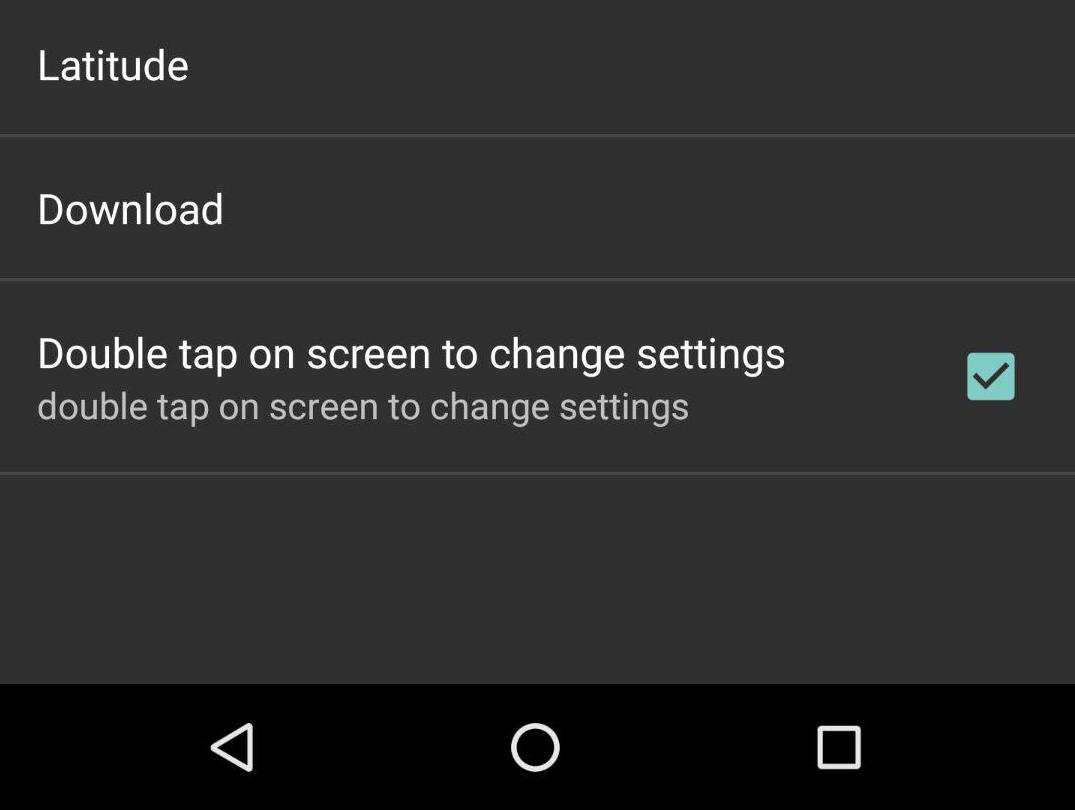 Latitude
Download
Double tap on screen to change settings
double tap on screen to change settings